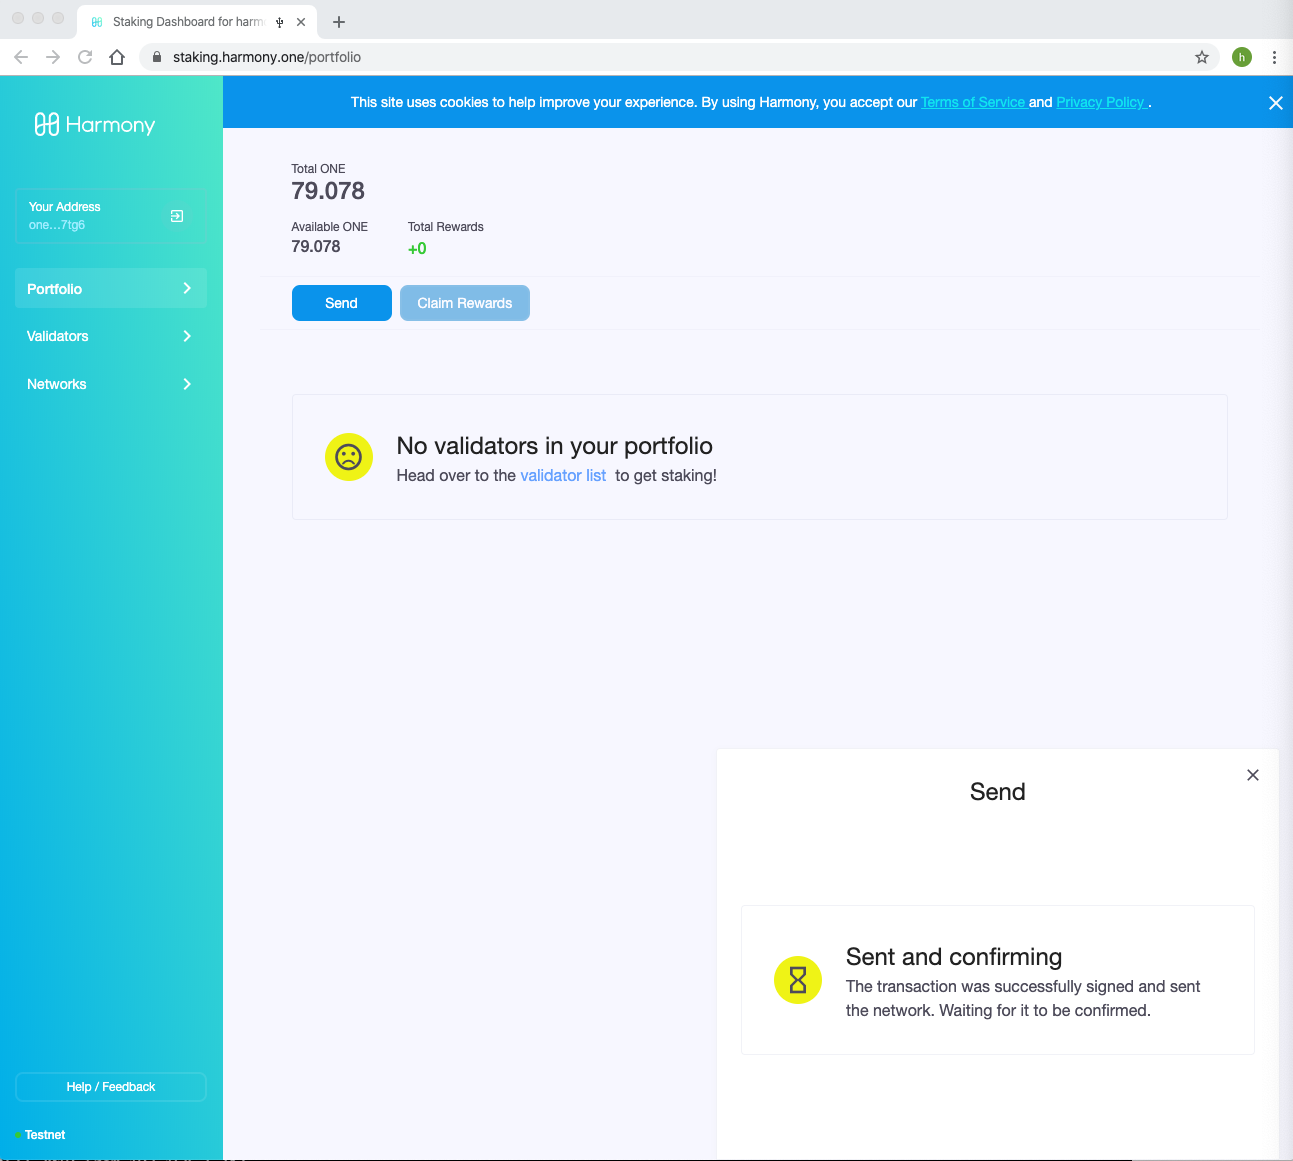 Staking Dashboard for harm
staking.harmony.one/portfolio
h
This site uses cookies to help improve your experience. By using Harmony, you accept our Terms of Service and Privacy Policy .
Harmony
Your Address
one...7tg6
Portfolio
Validators
Networks
Help / Feedback
Testnet
Total ONE
79.078
Available ONE
Total Rewards
79.078
+0
Send
Claim Rewards
No validators in your portfolio
Head over to the validator list to get staking!
Send
Sent and confirming
The transaction was successfully signed and sent
the network. Waiting for it to be confirmed.